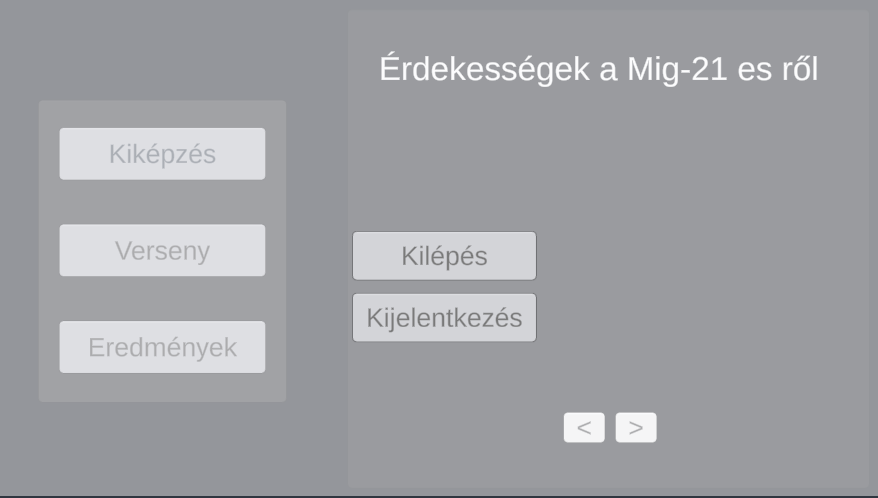 Érdekességek a Mig-21 es ről
Kiképzés
Verseny
Eredmények
Kilépés
Kijelentkezés
< >